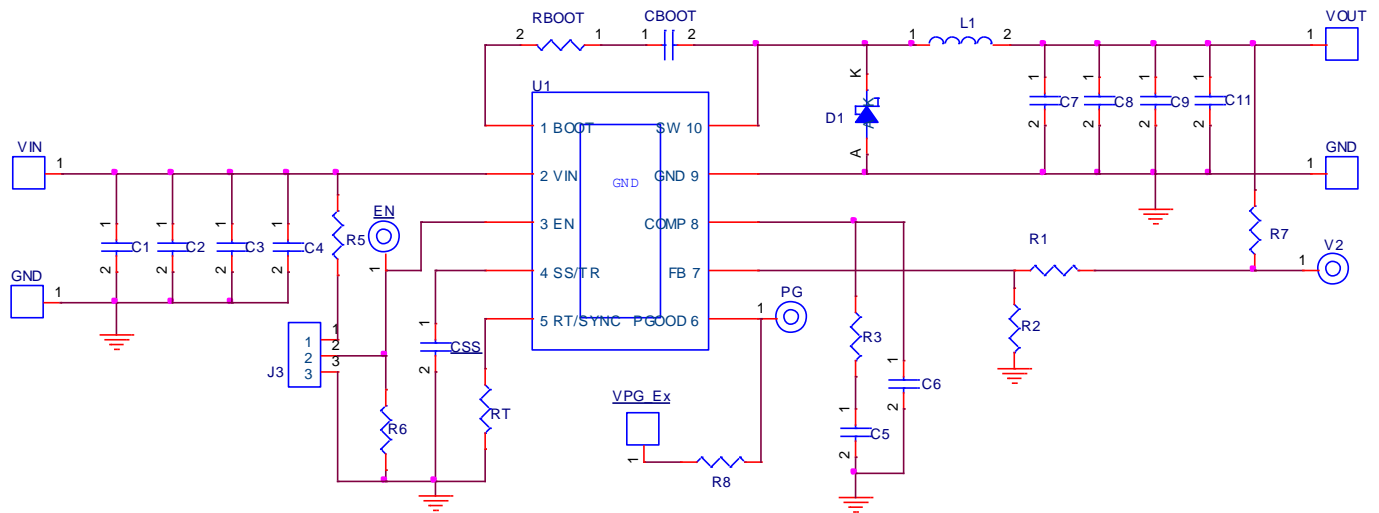 RBOOT
CBOOT
L1
VOUT
2
1
1
2
1
2
1
U1
K
1
1
1
1
C7
C8
C9
C11
D1
2
2
2
2
A
1 BOOT
SW 10
VIN
1
2 VIN
GND
GND 9
GND
1
3 EN
COMP 8
EN
1
1
1
1
1
C1
C2
C3
C4
R5
2
2
2
2
4 SS/TR
FB 7
R1
R7
V2
1
GND
1
5 RT/SYNC
PGOOD 6
PG
1
R2
J3
1
2
3
1
2
3
1
CSS
2
R3
1
C6
2
VPG_Ex
RT
R6
1
C5
2
1
R8